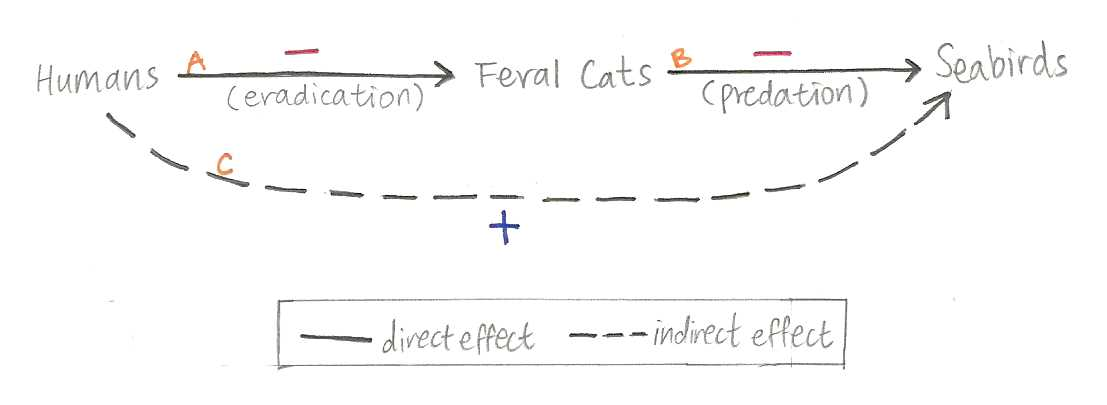 Humans A − Feral Cats B − Seabirds
(eradication) (predation)
C
+
direct effect indirect effect